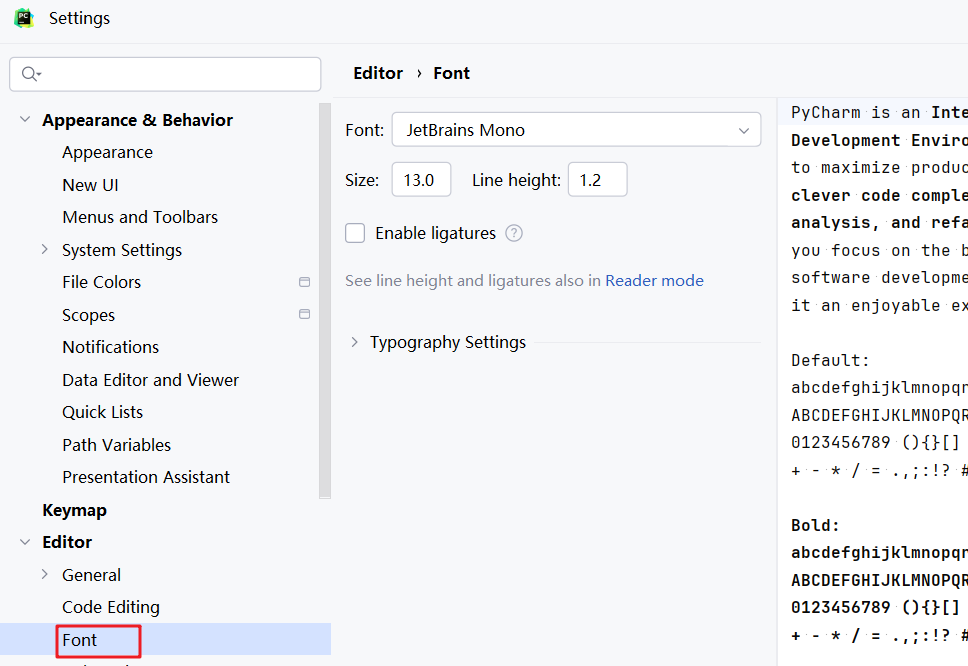 PC
Settings
Editor › Font
Appearance & Behavior
Appearance
New UI
Menus and Toolbars
System Settings
File Colors
Scopes
Notifications
Data Editor and Viewer
Quick Lists
Path Variables
Presentation Assistant
Keymap
Editor
General
Code Editing
Font
Font: JetBrains Mono
Size: 13.0 Line height: 1.2
Enable ligatures ?
See line height and ligatures also in Reader mode
Typography Settings
PyCharm is an Inte
Development Enviro
to maximize produc
clever code comple
analysis, and refa
you focus on the b
software developme
it an enjoyable ex
Default:
abcdefghijklmnopqr
ABCDEFGHIJKLMNOPQR
0123456789 (){}[]
+ - * / = .,;:!? #
Bold:
abcdefghijklmnopqr
ABCDEFGHIJKLMNOPQR
0123456789 (){}[]
+ - * / = .,;:!? #